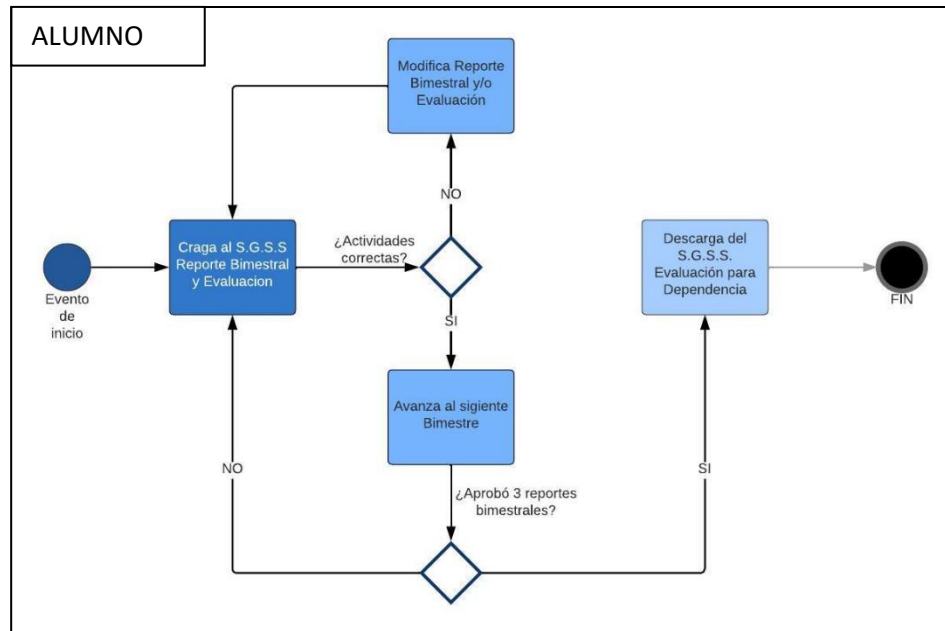 ALUMNO
Modifica Reporte
Bimestral y/o
Evaluación
NO
Craga al S.G.S.S
Reporte Bimestral
y Evaluacion
¿Actividades
correctas?
Descarga del
S.G.S.S.
Evaluación para
Dependencia
Evento
de
inicio
FIN
SI
Avanza al sigiente
Bimestre
NO
SI
¿Aprobó 3 reportes
bimestrales?